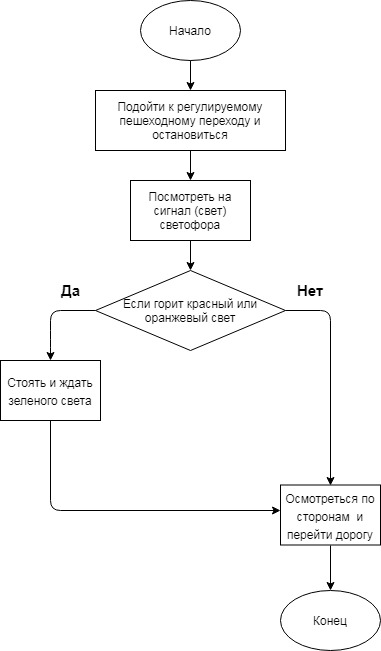 Начало
Подойти к регулируемому
пешеходному переходу и
остановиться
Посмотреть на
сигнал (свет)
светофора
Да
Нет
Если горит красный или
оранжевый свет
Стоять и ждать
зеленого света
Осмотреться по
сторонам и
перейти дорогу
Конец